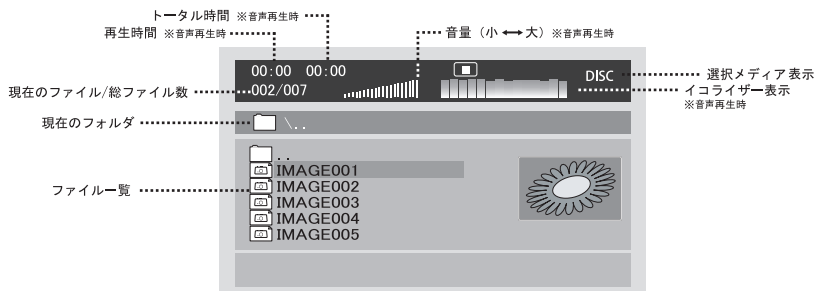 トータル時間 ※音声再生時
再生時間 ※音声再生時
音量（小⟷大）※音声再生時
00:00 00:00
DISC
選択メディア表示
現在のファイル/総ファイル数
002/007
イコライザー表示
※音声再生時
現在のフォルダ
\..
..
IMAGE001
ファイル一覧
IMAGE002
IMAGE003
IMAGE004
IMAGE005